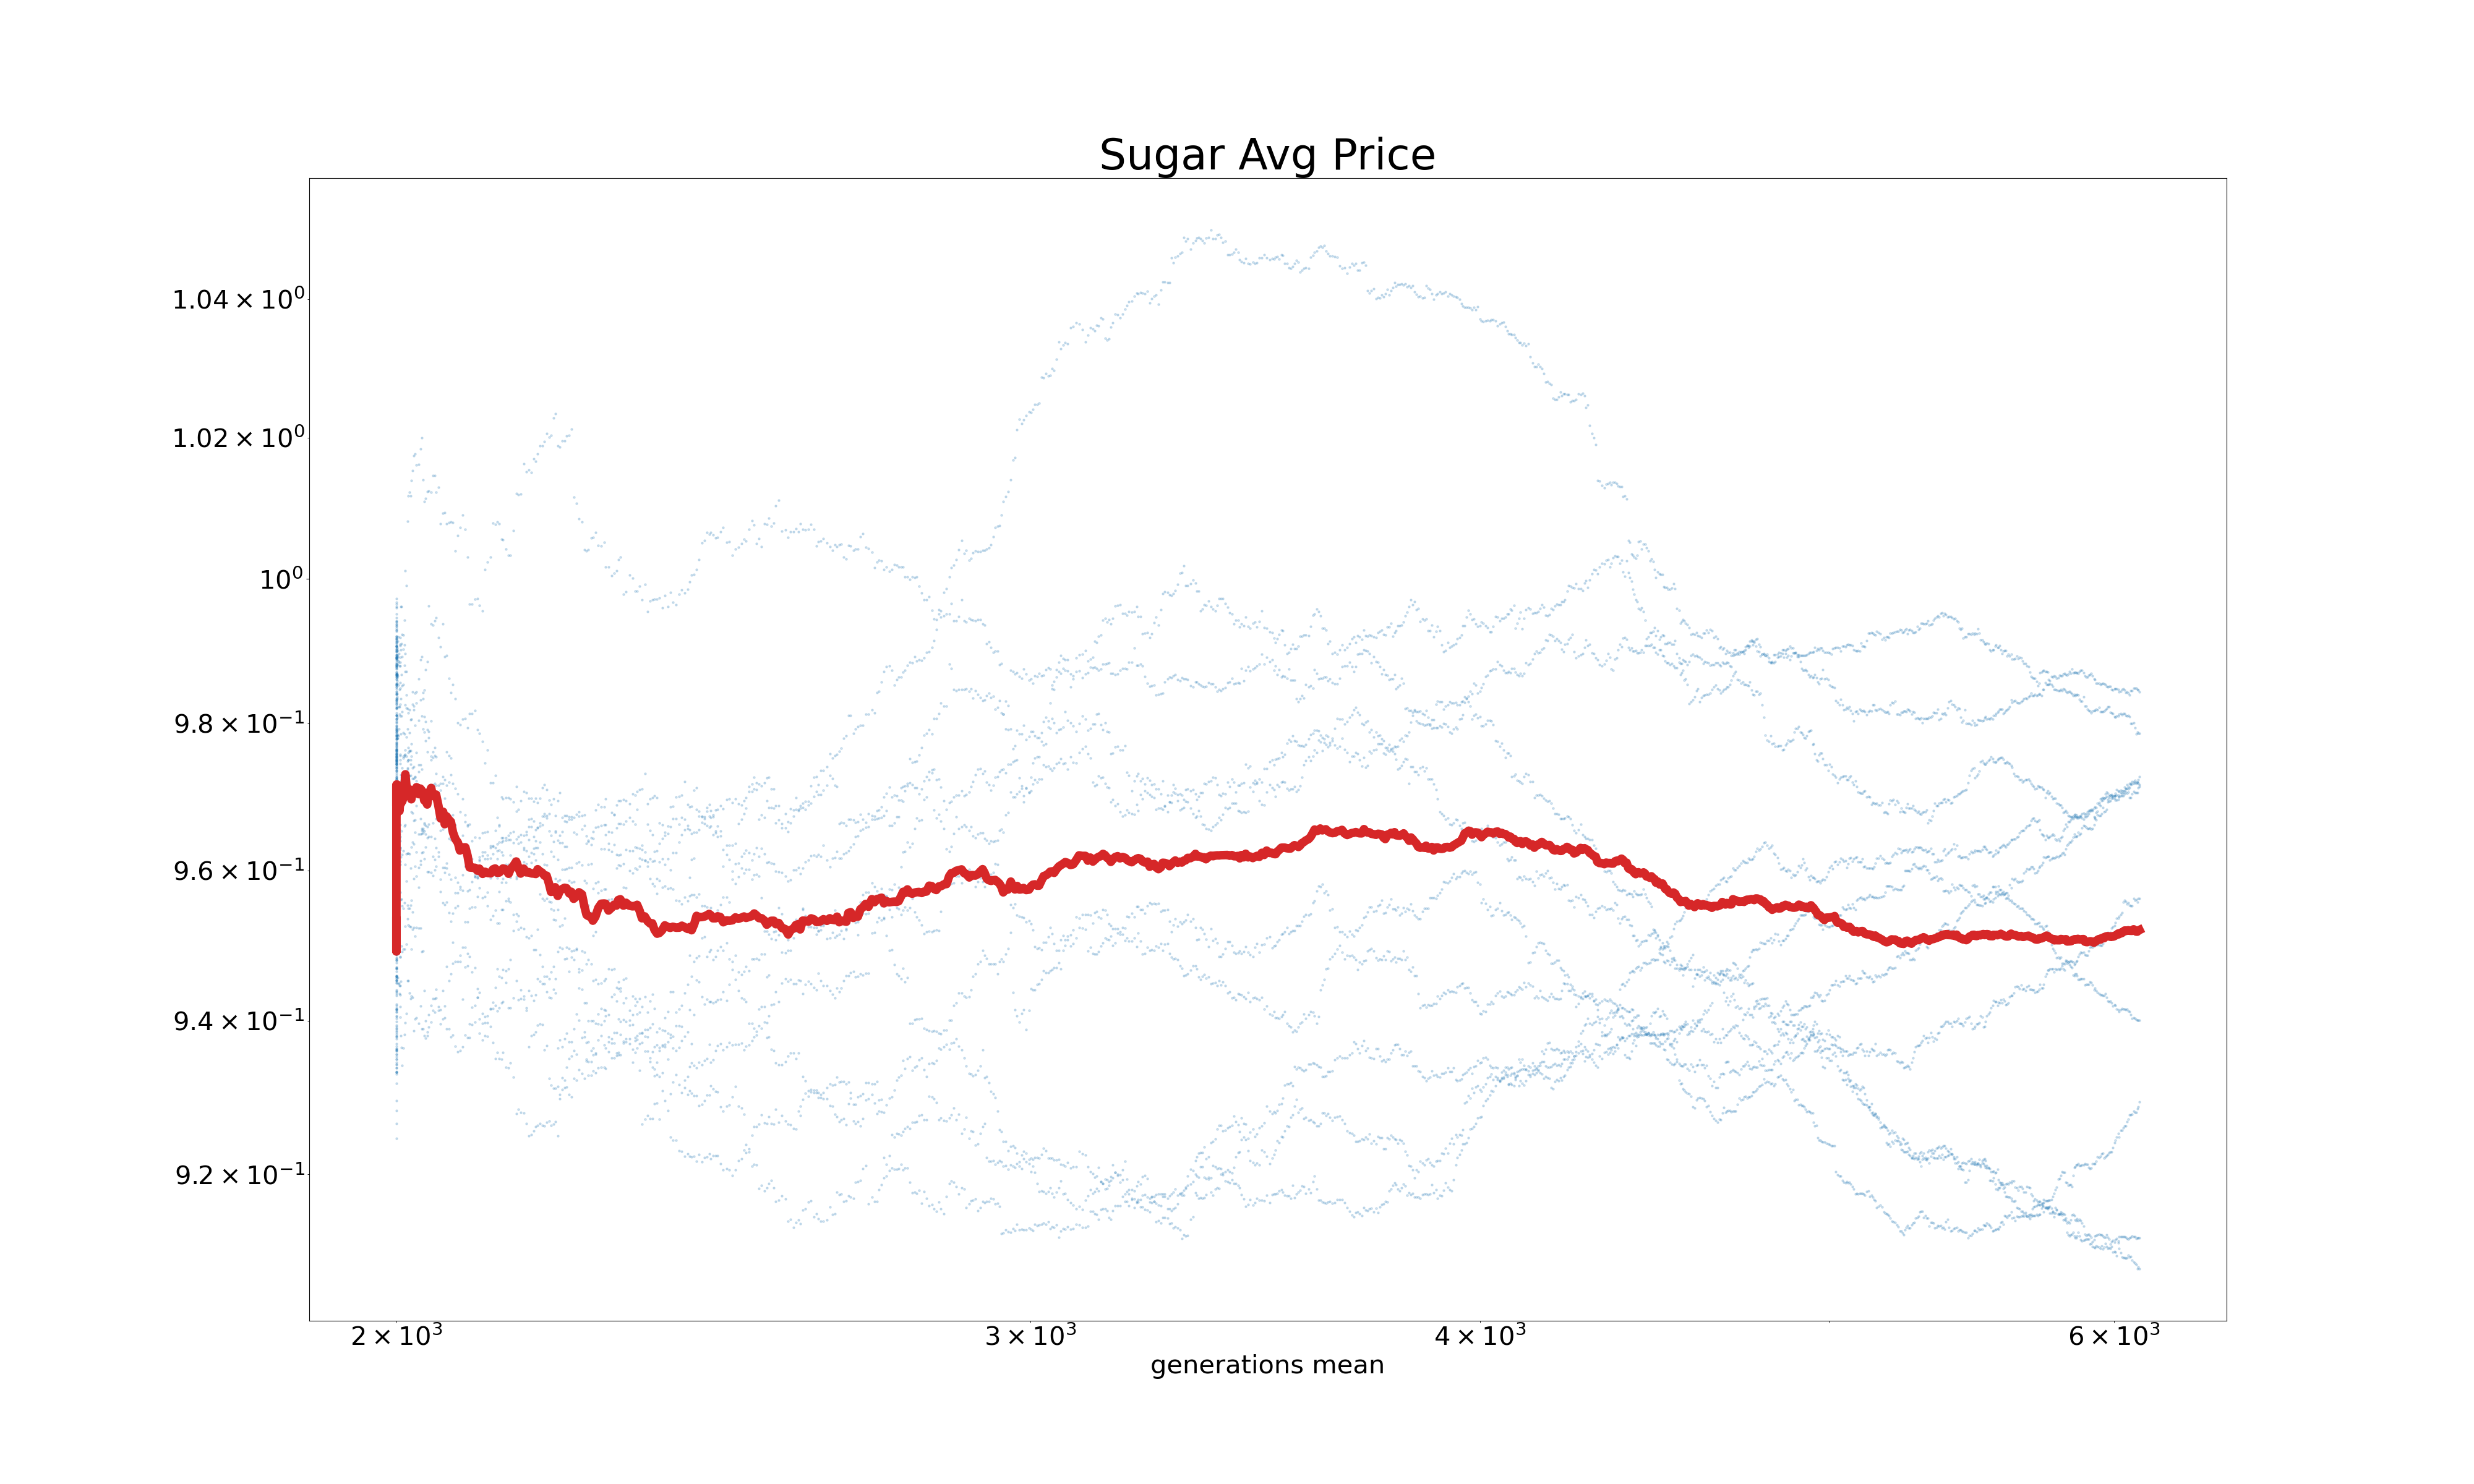 Sugar Avg Price
1.04 × 10⁰
1.02 × 10⁰
10⁰
9.8 × 10⁻¹
9.6 × 10⁻¹
9.4 × 10⁻¹
9.2 × 10⁻¹
2 × 10³ 3 × 10³ 4 × 10³ 6 × 10³
generations mean